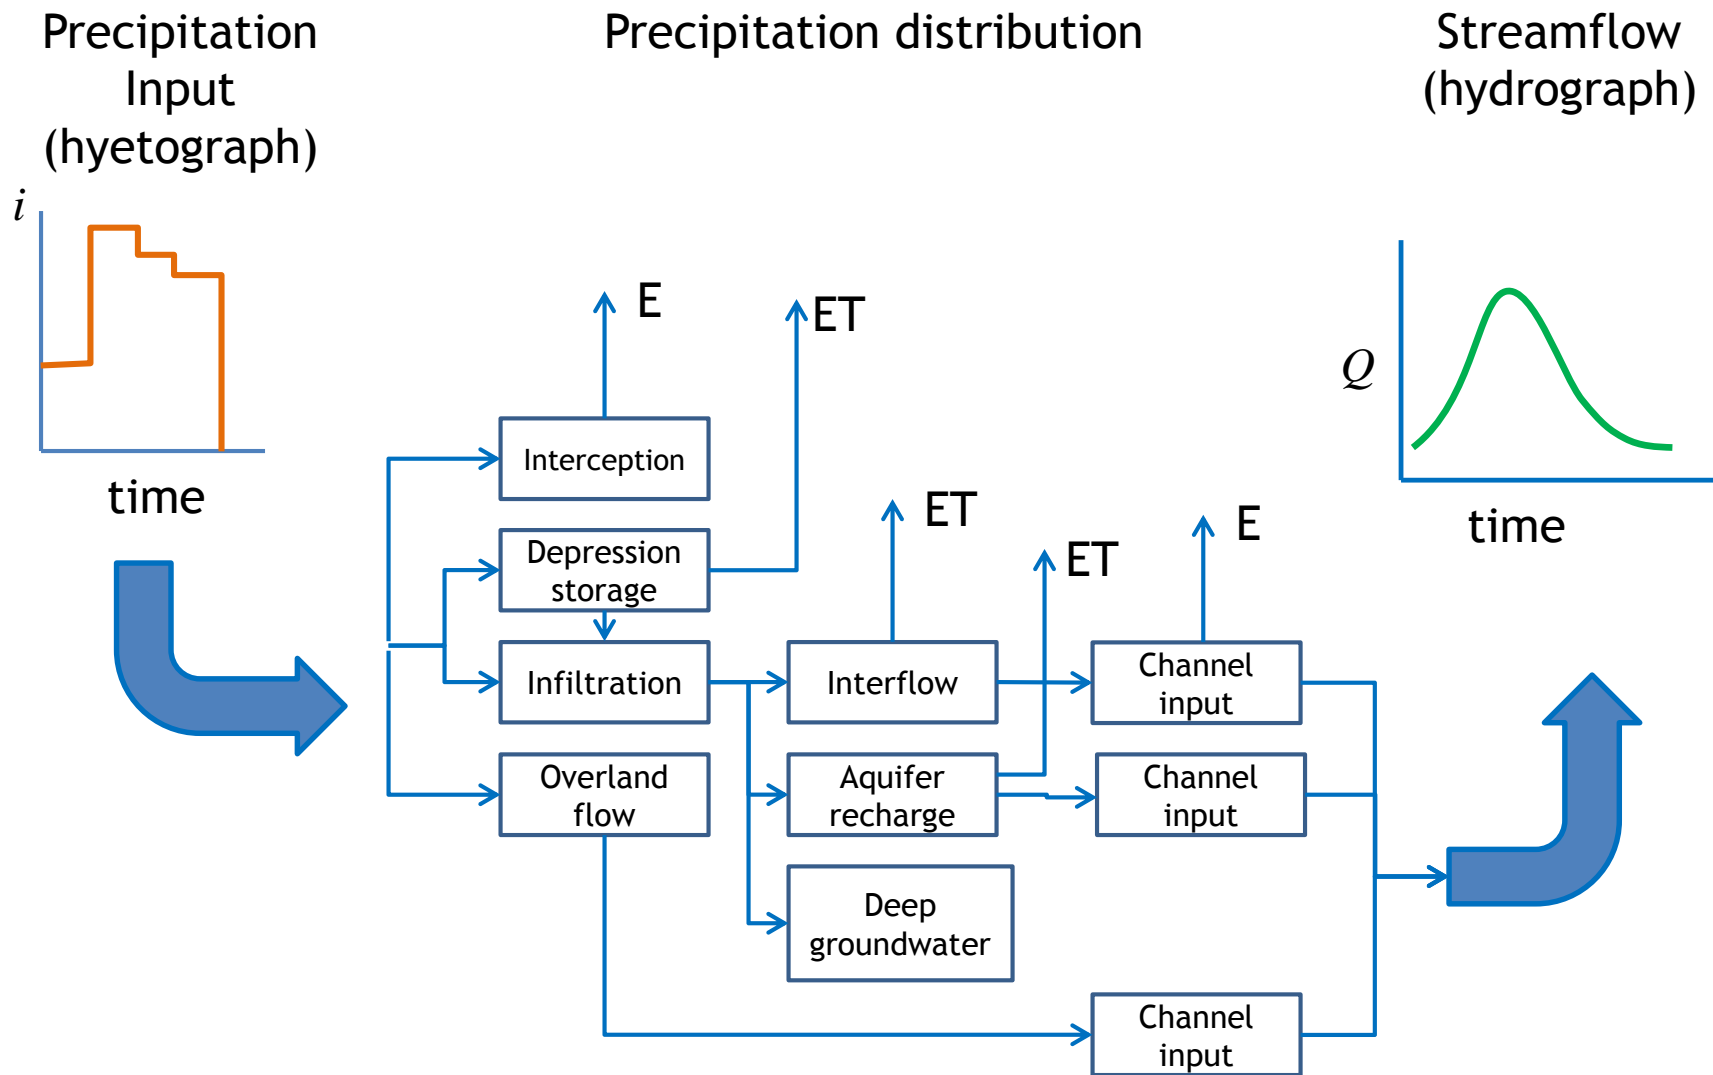 Precipitation
Input
(hyetograph)
Precipitation distribution
Streamflow
(hydrograph)
i
time
E
ET
Interception
Depression
storage
Infiltration
Overland
flow
ET
ET
E
Interflow
Aquifer
recharge
Deep
groundwater
Channel
input
Channel
input
Channel
input
Q
time